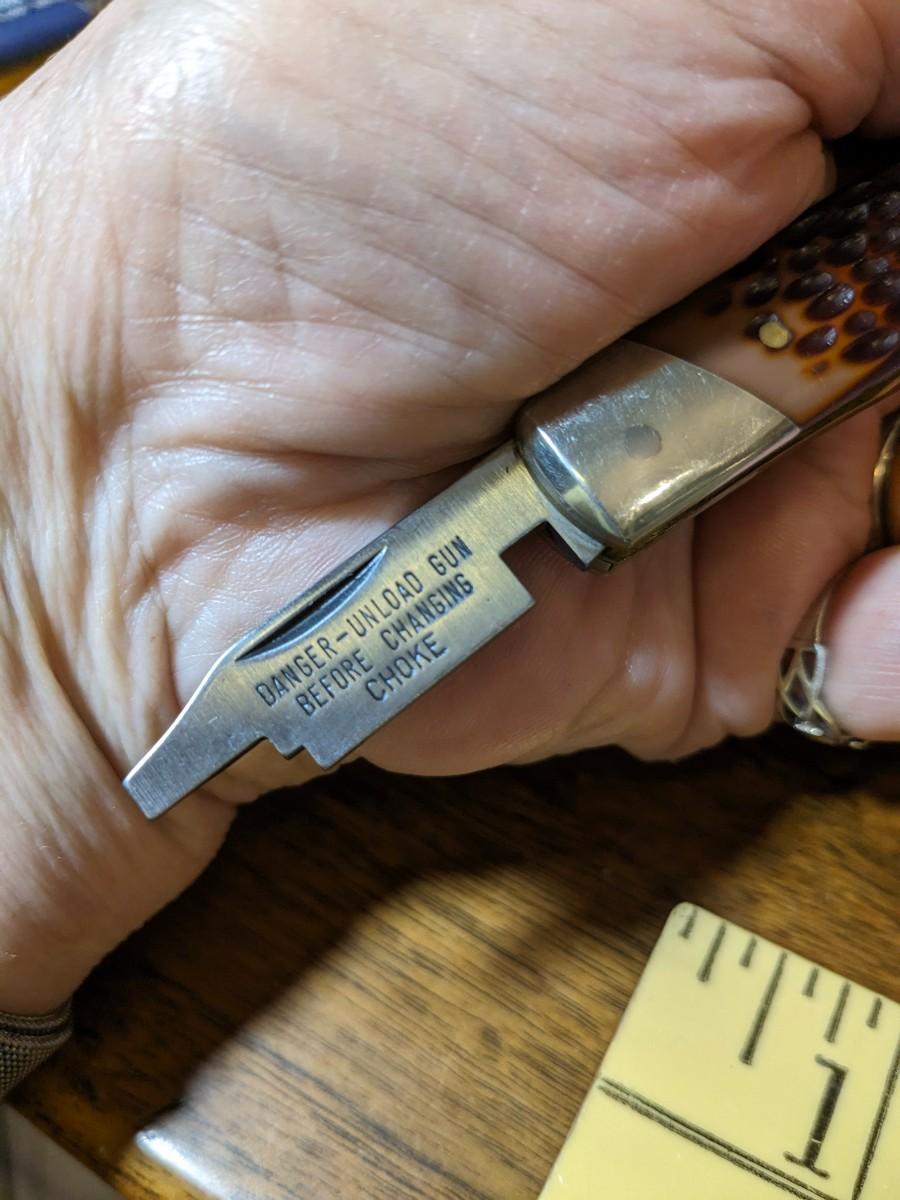 DANGER-UNLOAD GUN
BEFORE CHANGING
CHOKE
1